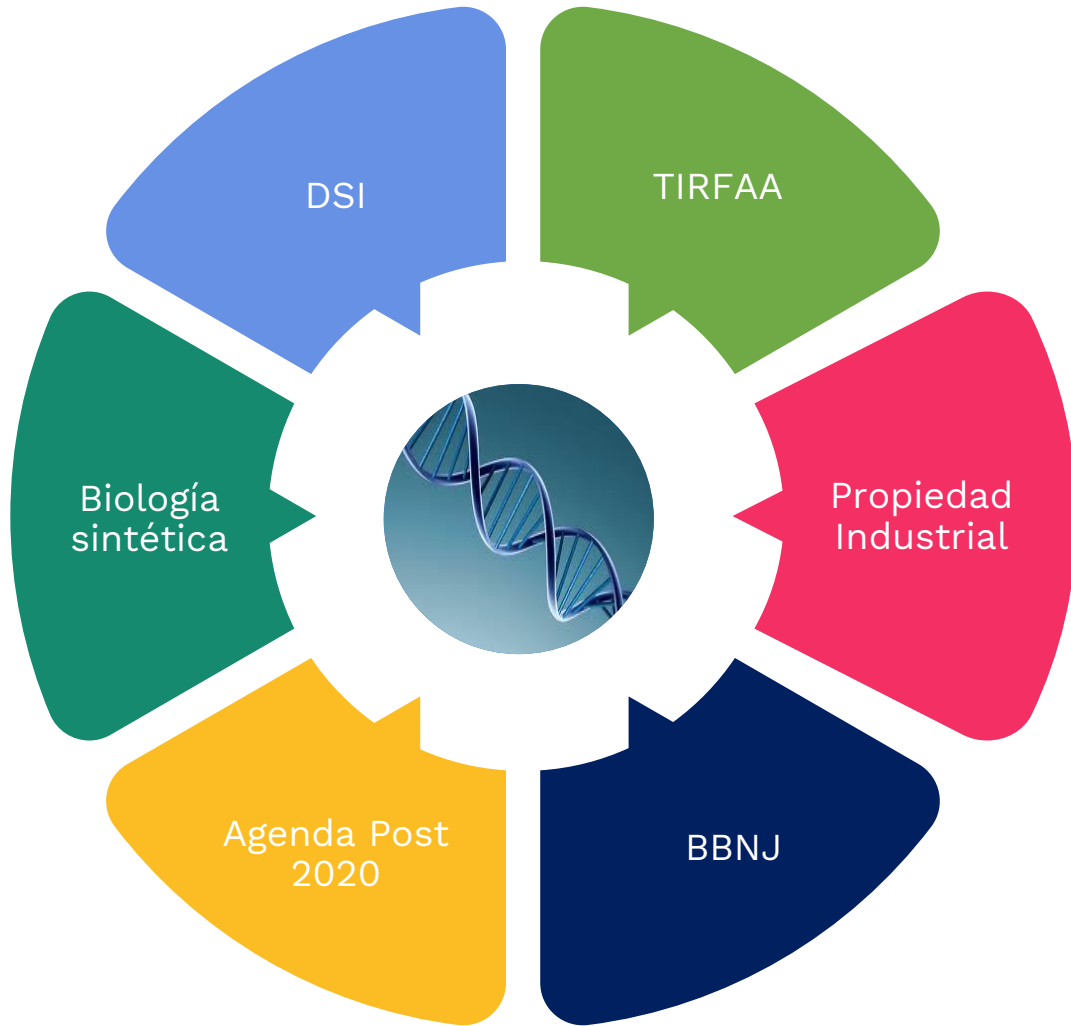 DSI
TIRFAA
Biología
sintética
Propiedad
Industrial
Agenda Post
2020
BBNJ